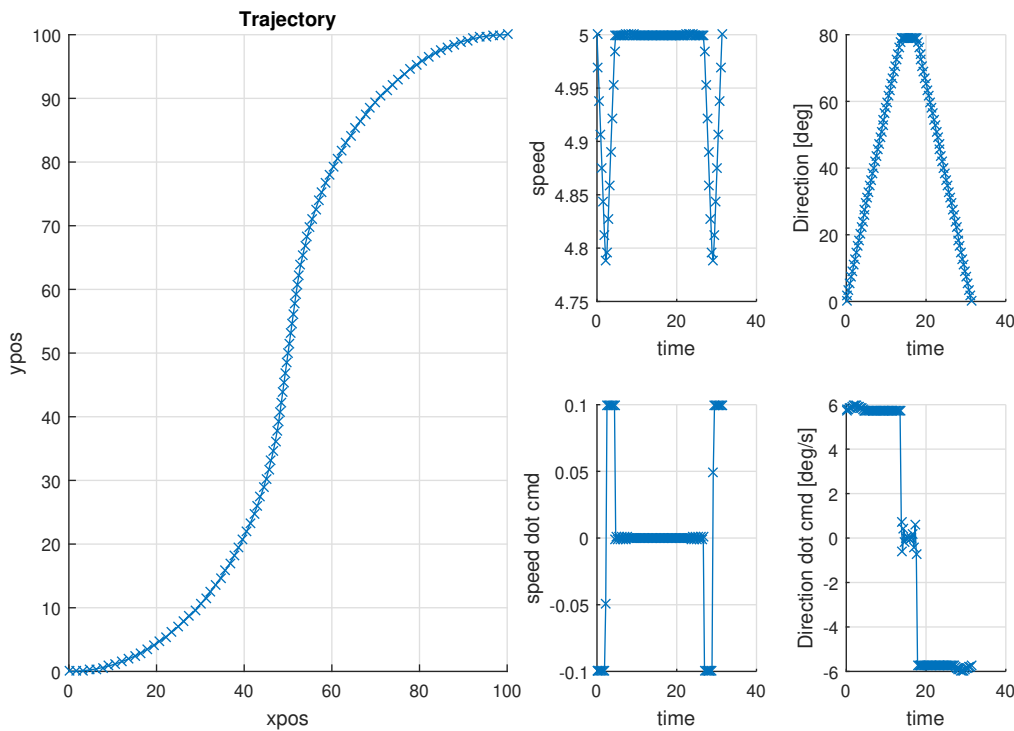 Trajectory
100
90
80
70
60
50
40
30
20
10
0
ypos
0 20 40 60 80 100
xpos
5
4.95
4.9
4.85
4.8
4.75
speed
0 20 40
time
80
60
40
20
0
Direction [deg]
0 20 40
time
0.1
0.05
0
-0.05
-0.1
speed dot cmd
0 20 40
time
6
4
2
0
-2
-4
-6
Direction dot cmd [deg/s]
0 20 40
time